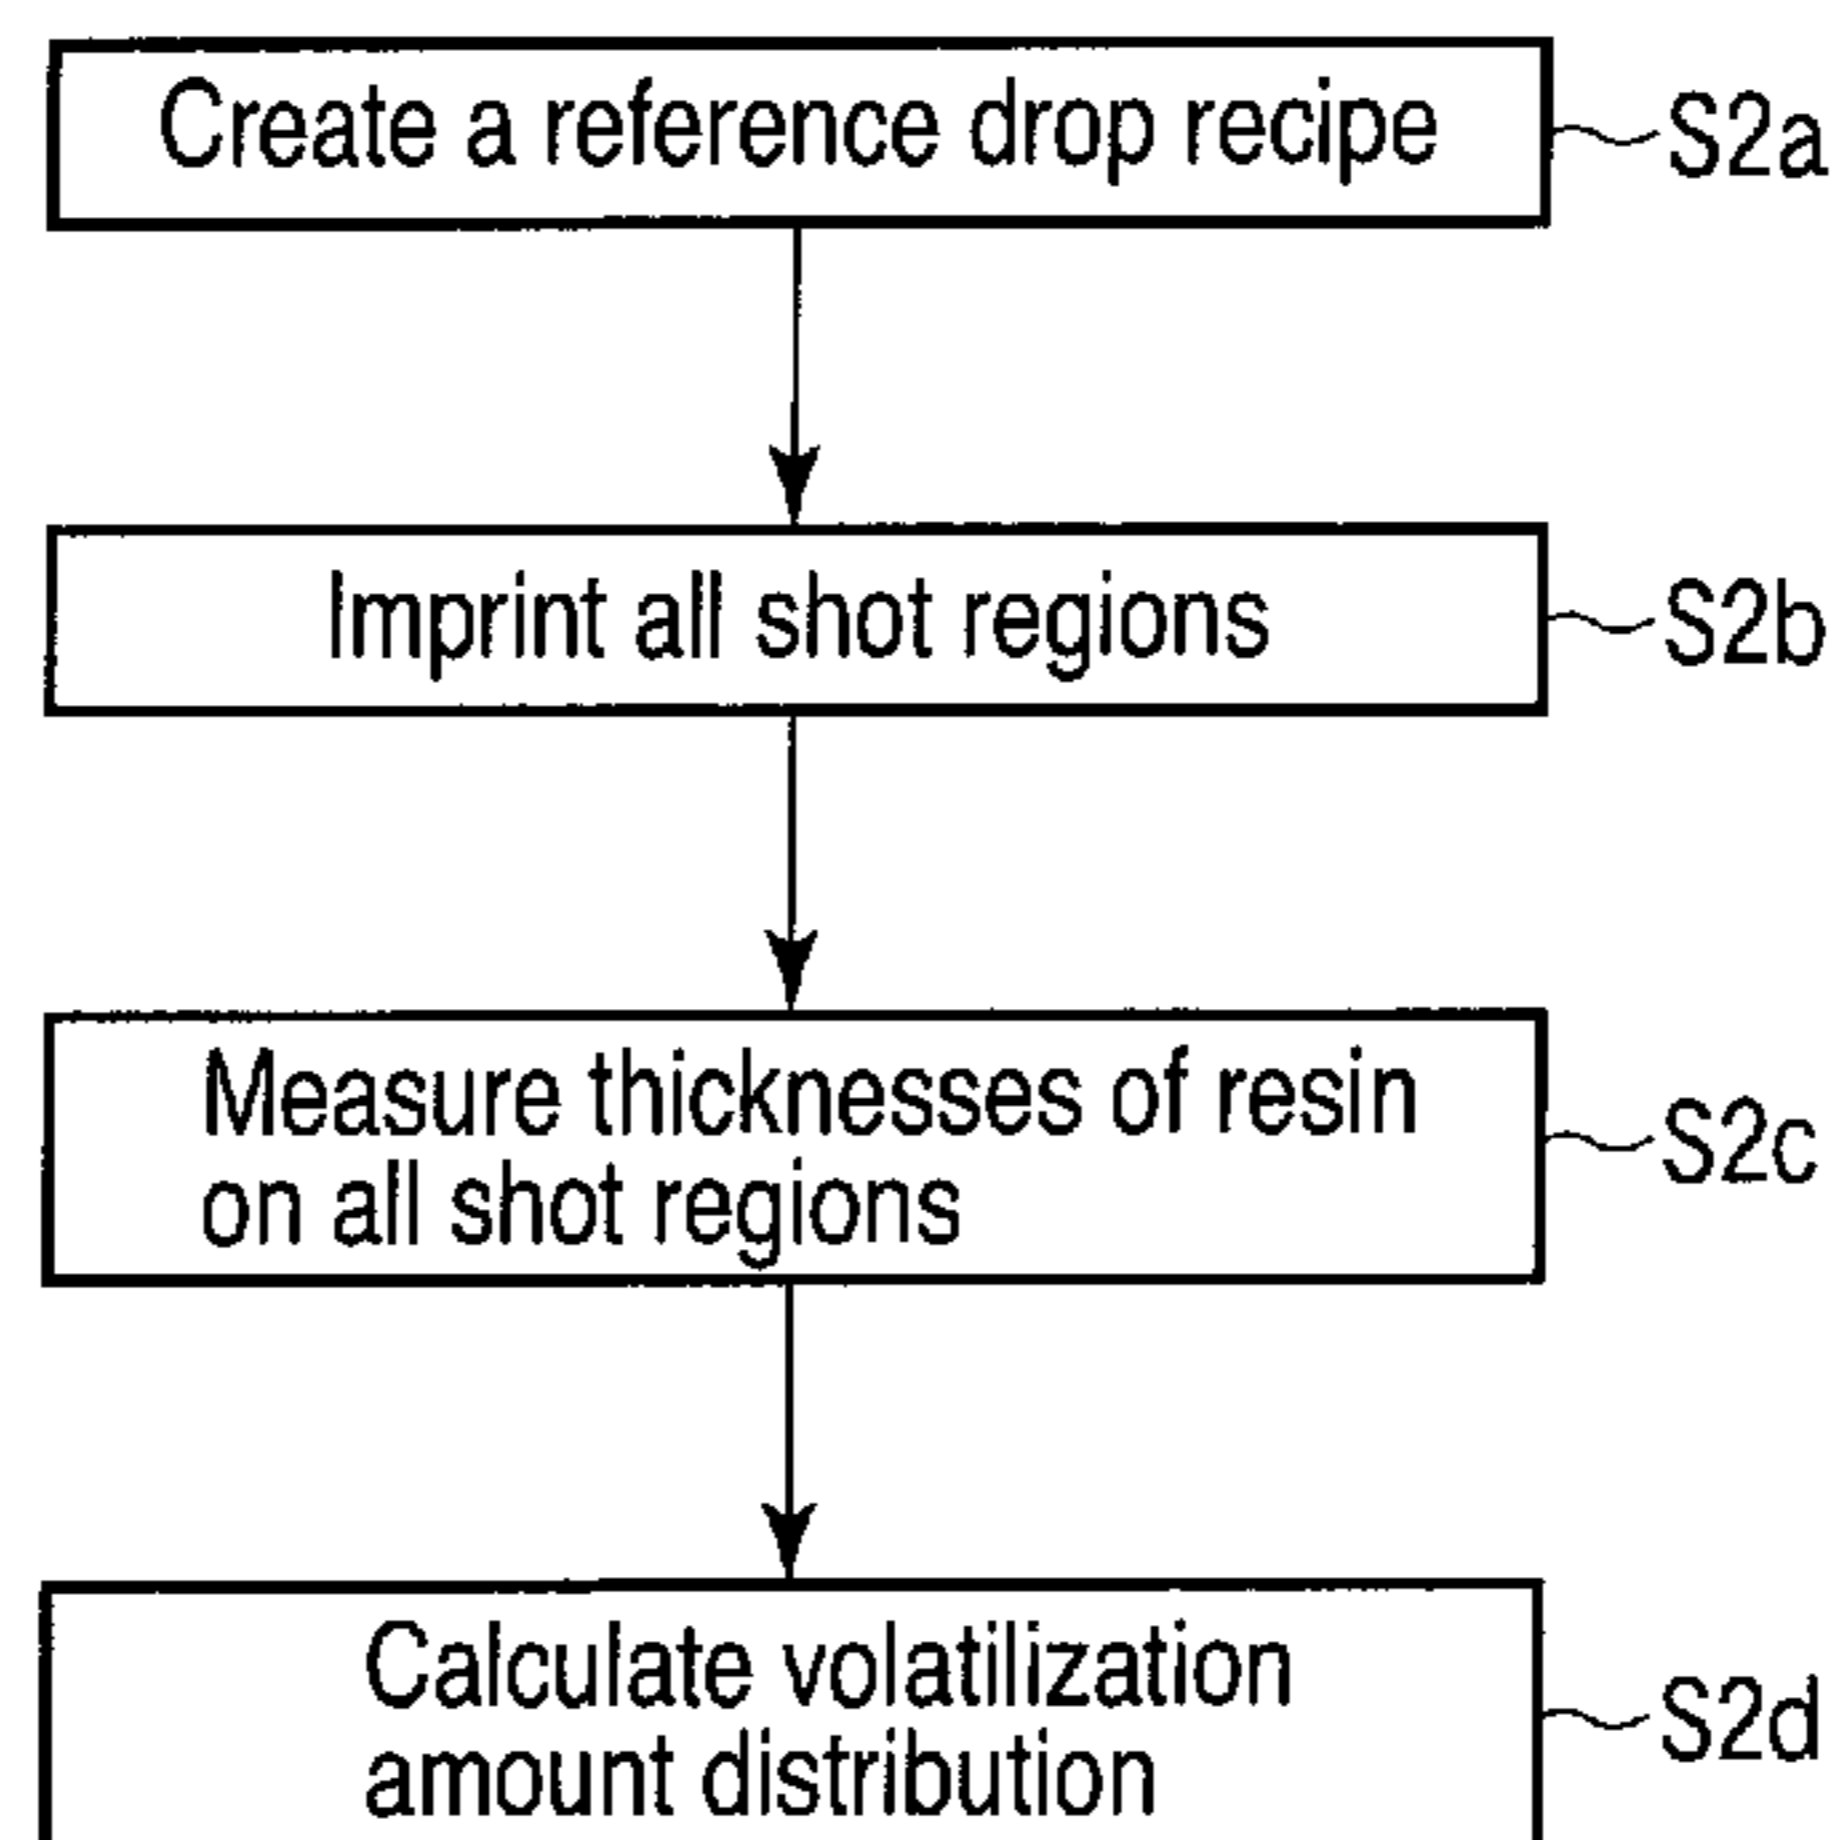 Create a reference drop recipe
S2a
Imprint all shot regions
S2b
Measure thicknesses of resin
on all shot regions
S2c
Calculate volatilization
amount distribution
S2d